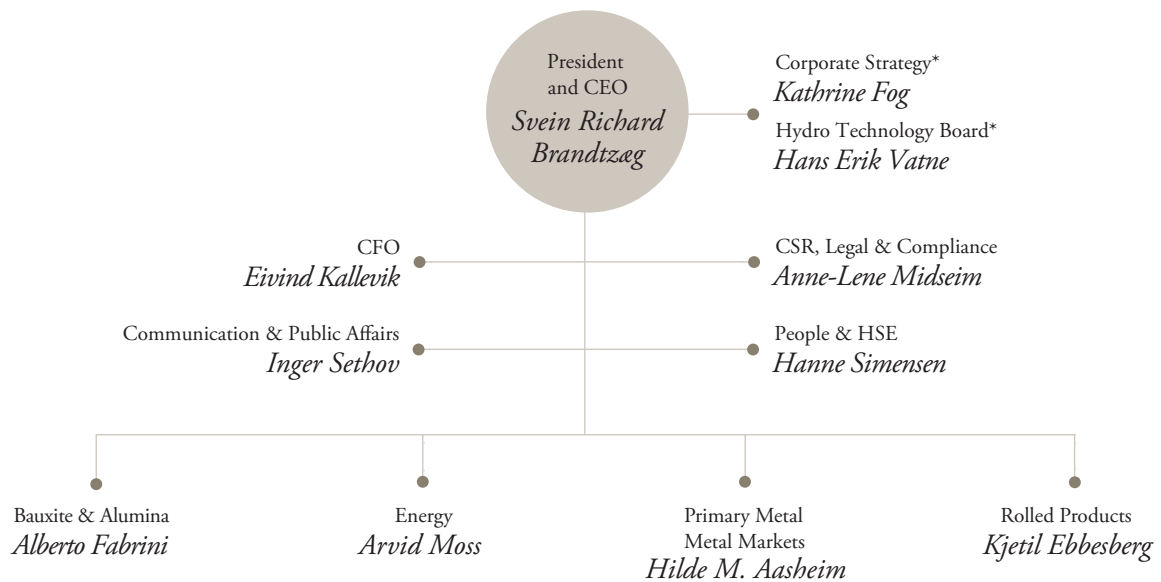 President
and CEO
Svein Richard
Brandtzæg
Corporate Strategy*
Kathrine Fog
Hydro Technology Board*
Hans Erik Vatne
CFO
Eivind Kallevik
CSR, Legal & Compliance
Anne-Lene Midseim
Communication & Public Affairs
Inger Sethov
People & HSE
Hanne Simensen
Bauxite & Alumina
Alberto Fabrini
Energy
Arvid Moss
Primary Metal
Metal Markets
Hilde M. Aasheim
Rolled Products
Kjetil Ebbesberg